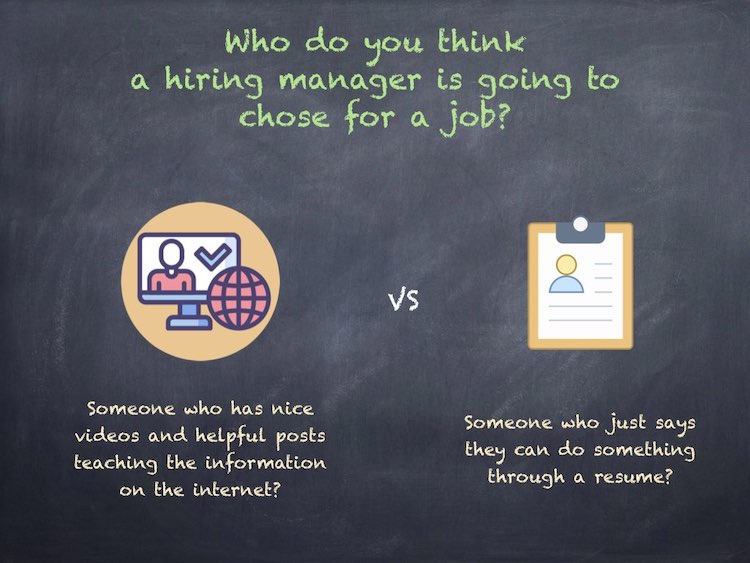 Who do you think
a hiring manager is going to
chose for a job?
vs
Someone who has nice
videos and helpful posts
teaching the information
on the internet?
Someone who just says
they can do something
through a resume?